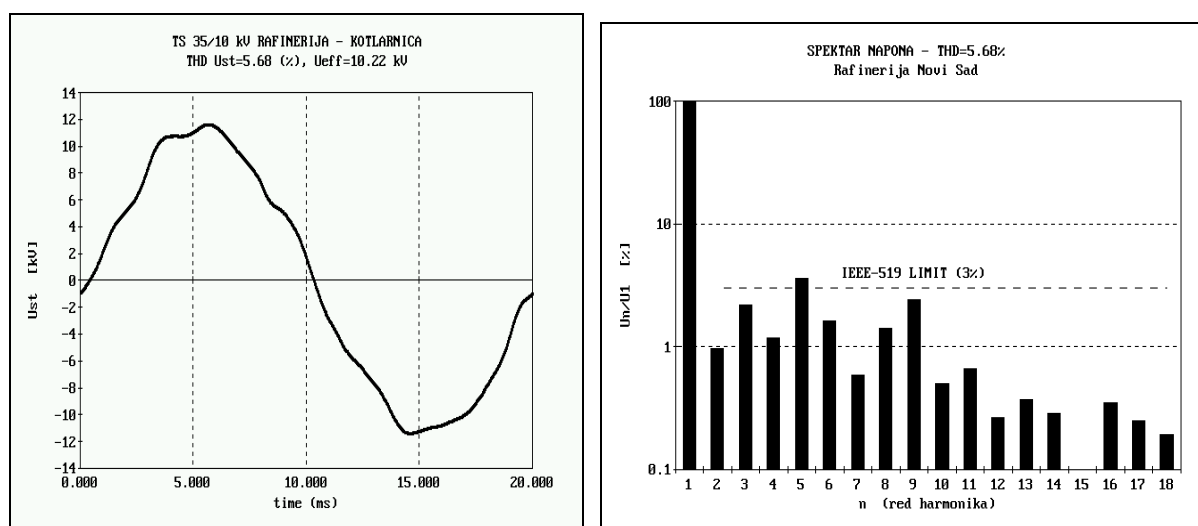 TS 35/10 kV RAFINERIJA - KOTLARNICA
THD Ust=5.68 (%), Ueff=10.22 kV
Ust [kV]
14
12
10
8
6
4
2
0
-2
-4
-6
-8
-10
-12
-14
0.000 5.000 10.000 15.000 20.000
time (ms)
SPEKTAR NAPONA - THD=5.68%
Rafinerija Novi Sad
Un/U1 [%]
100
10
1
0.1
IEEE-519 LIMIT (3%)
1 2 3 4 5 6 7 8 9 10 11 12 13 14 15 16 17 18
n (red harmonika)